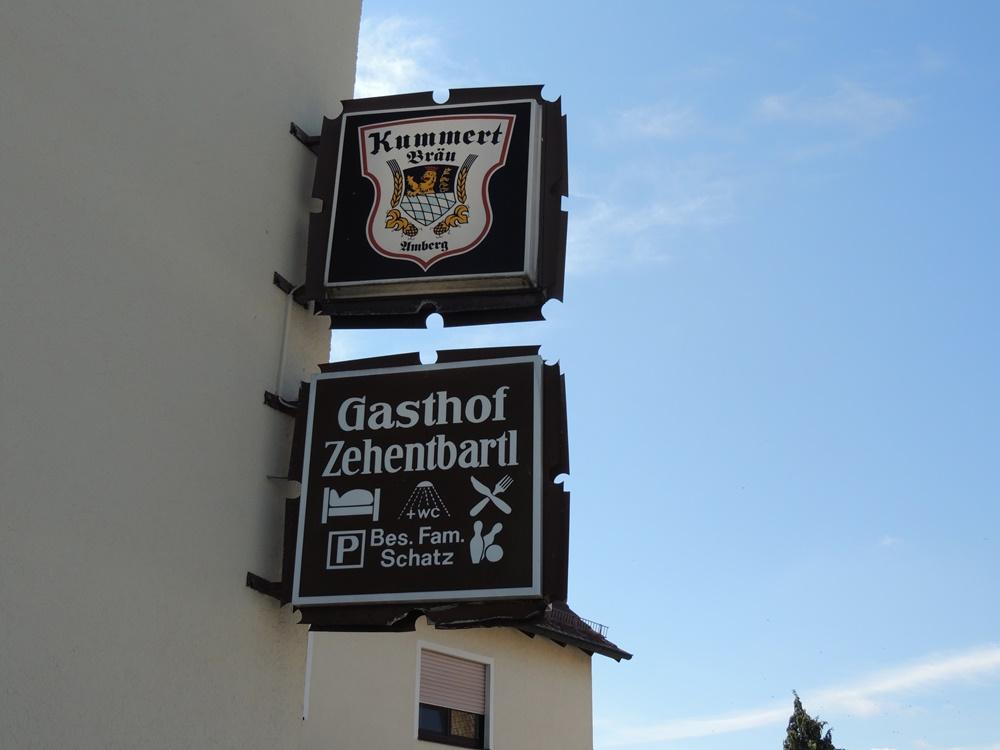 Kummert
Bräu
Amberg
Gasthof
Zehentbartl
+WC
P Bes. Fam.
Schatz